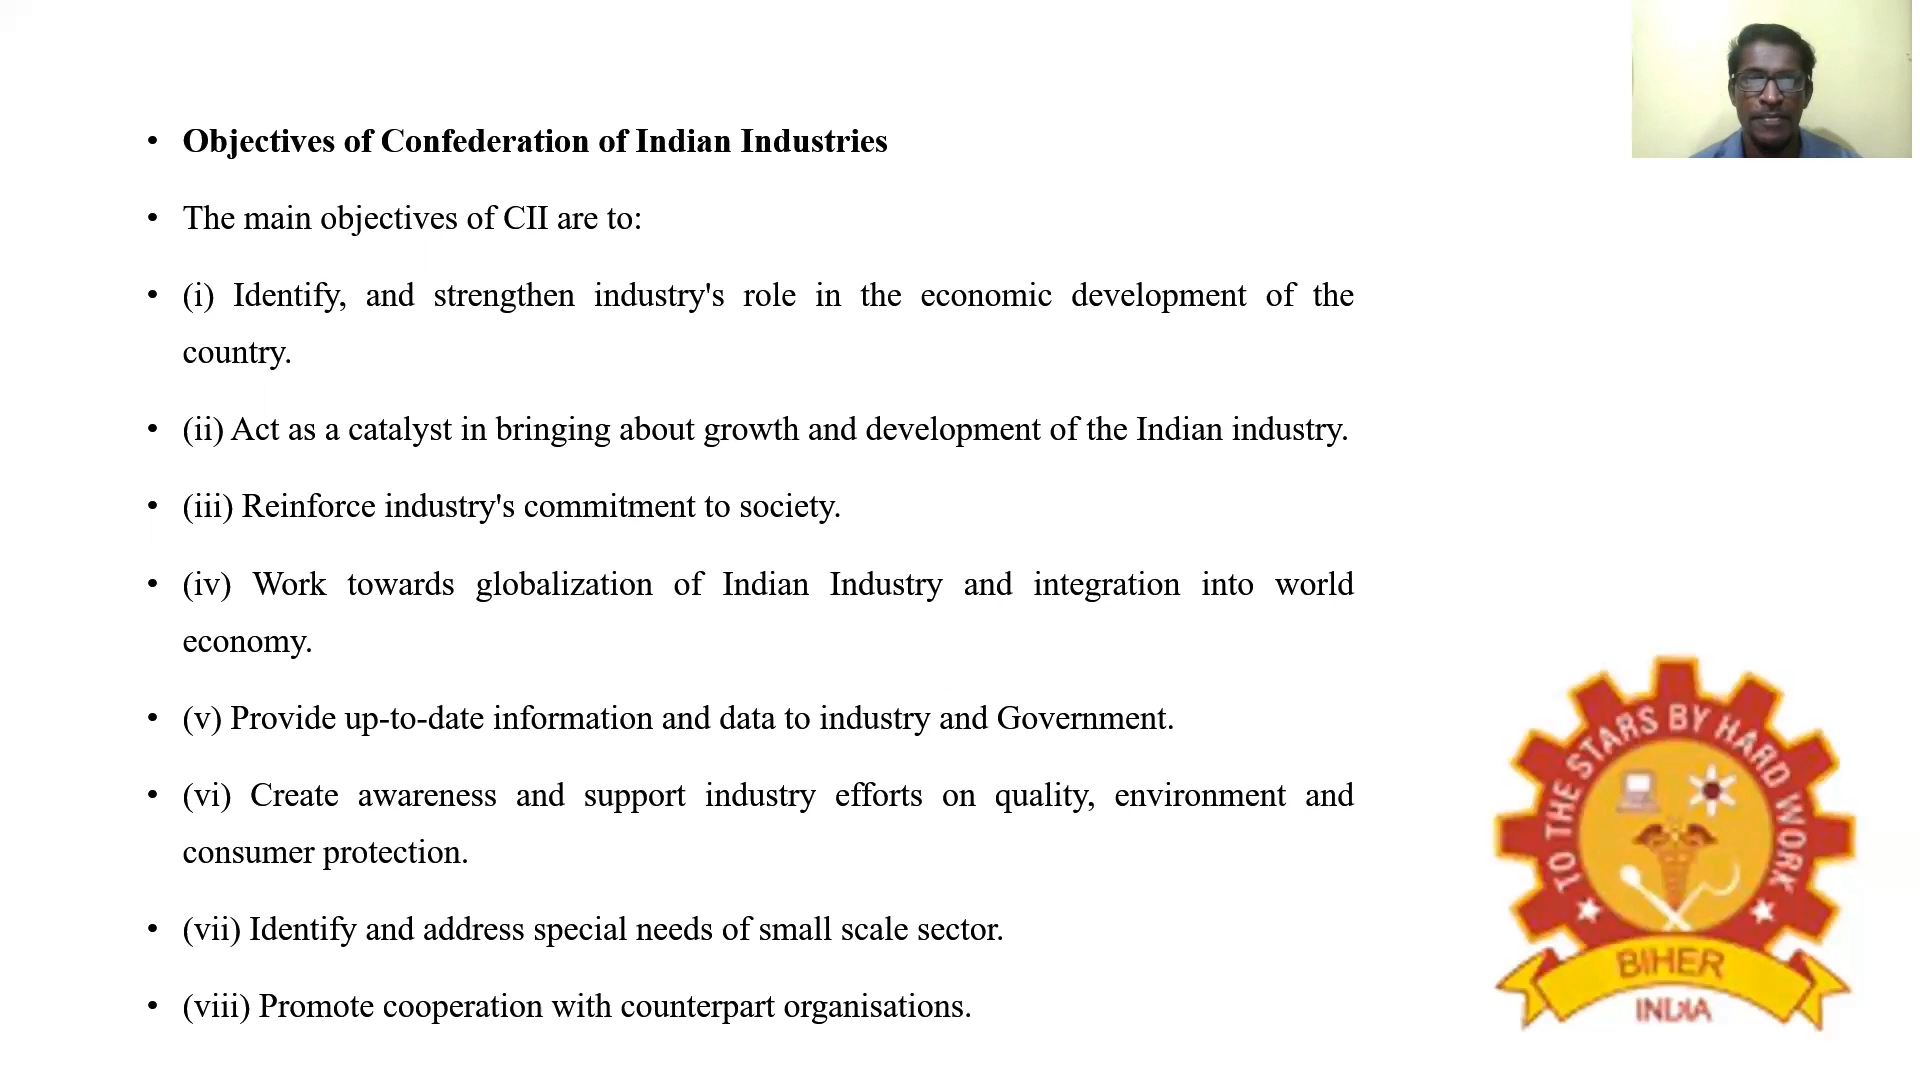 • Objectives of Confederation of Indian Industries
• The main objectives of CII are to:
• (i) Identify, and strengthen industry's role in the economic development of the
country.
• (ii) Act as a catalyst in bringing about growth and development of the Indian industry.
• (iii) Reinforce industry's commitment to society.
• (iv) Work towards globalization of Indian Industry and integration into world
economy.
• (v) Provide up-to-date information and data to industry and Government.
• (vi) Create awareness and support industry efforts on quality, environment and
consumer protection.
• (vii) Identify and address special needs of small scale sector.
• (viii) Promote cooperation with counterpart organisations.
TO THE STARS BY HARD WORK
BIHER
INDIA